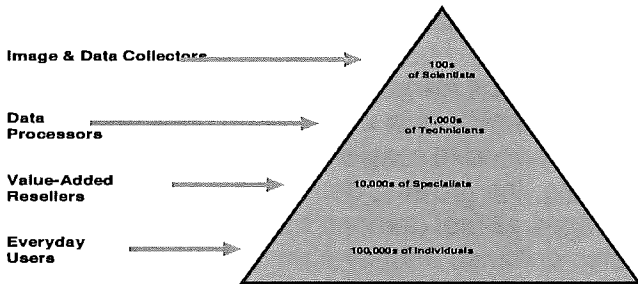 Image & Data Collectors
100s
of Scientists
Data
Processors
1,000s
of Technicians
Value-Added
Resellers
10,000s of Specialists
Everyday
Users
100,000s of Individuals